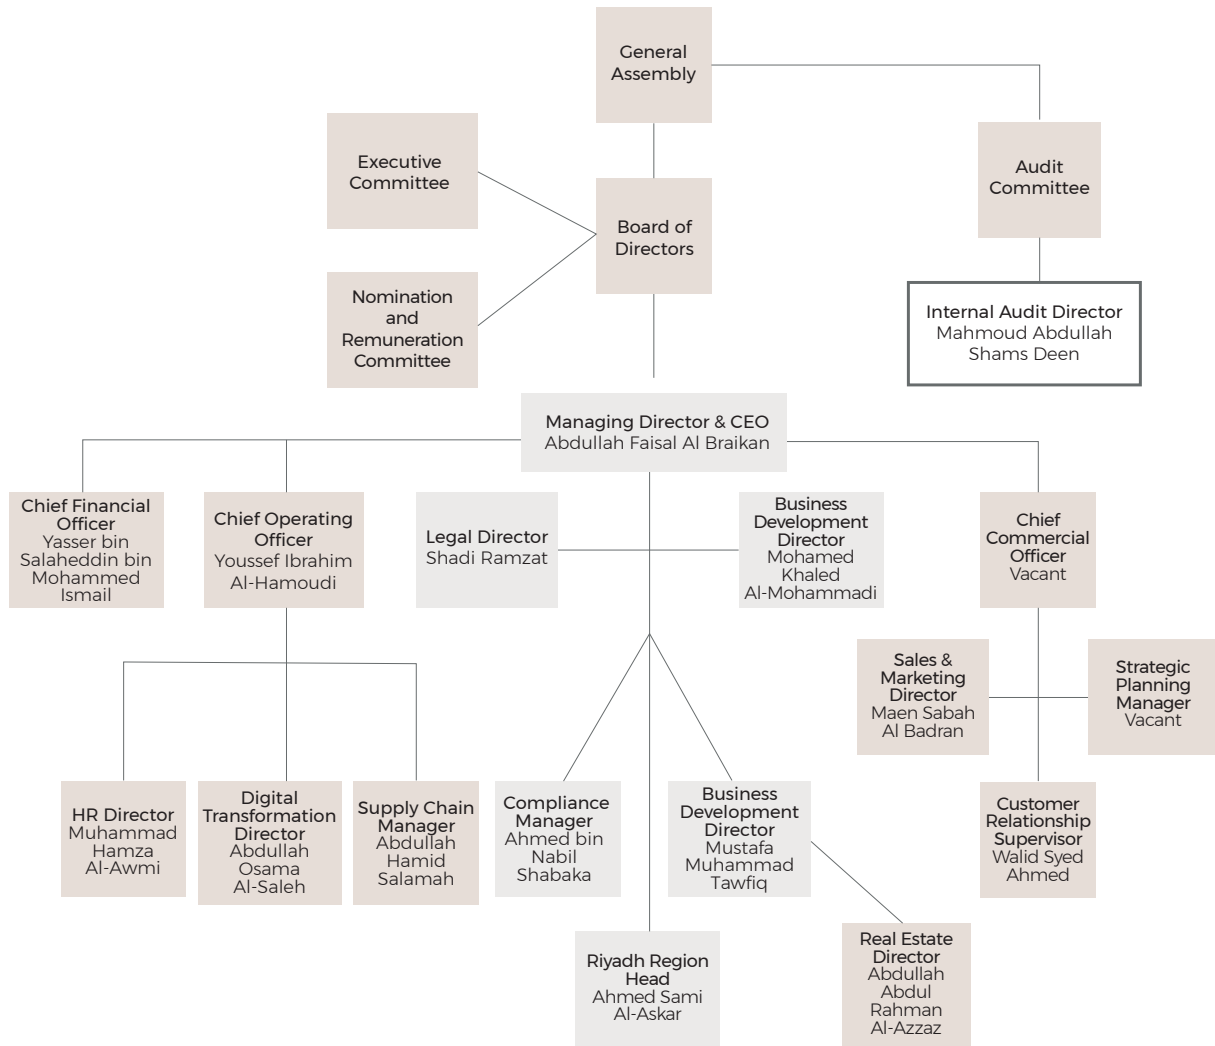 General
Assembly
Executive
Committee
Audit
Committee
Board of
Directors
Nomination
and
Remuneration
Committee
Internal Audit Director
Mahmoud Abdullah
Shams Deen
Managing Director & CEO
Abdullah Faisal Al Braikan
Chief Financial
Officer
Yasser bin
Salaheddin bin
Mohammed
Ismail
Chief Operating
Officer
Youssef Ibrahim
Al-Hamoudi
Legal Director
Shadi Ramzat
Business
Development
Director
Mohamed
Khaled
Al-Mohammadi
Chief
Commercial
Officer
Vacant
Sales &
Marketing
Director
Maen Sabah
Al Badran
Strategic
Planning
Manager
Vacant
HR Director
Muhammad
Hamza
Al-Awmi
Digital
Transformation
Director
Abdullah
Osama
Al-Saleh
Supply Chain
Manager
Abdullah
Hamid
Salamah
Compliance
Manager
Ahmed bin
Nabil
Shabaka
Business
Development
Director
Mustafa
Muhammad
Tawfiq
Customer
Relationship
Supervisor
Walid Syed
Ahmed
Riyadh Region
Head
Ahmed Sami
Al-Askar
Real Estate
Director
Abdullah
Abdul
Rahman
Al-Azzaz